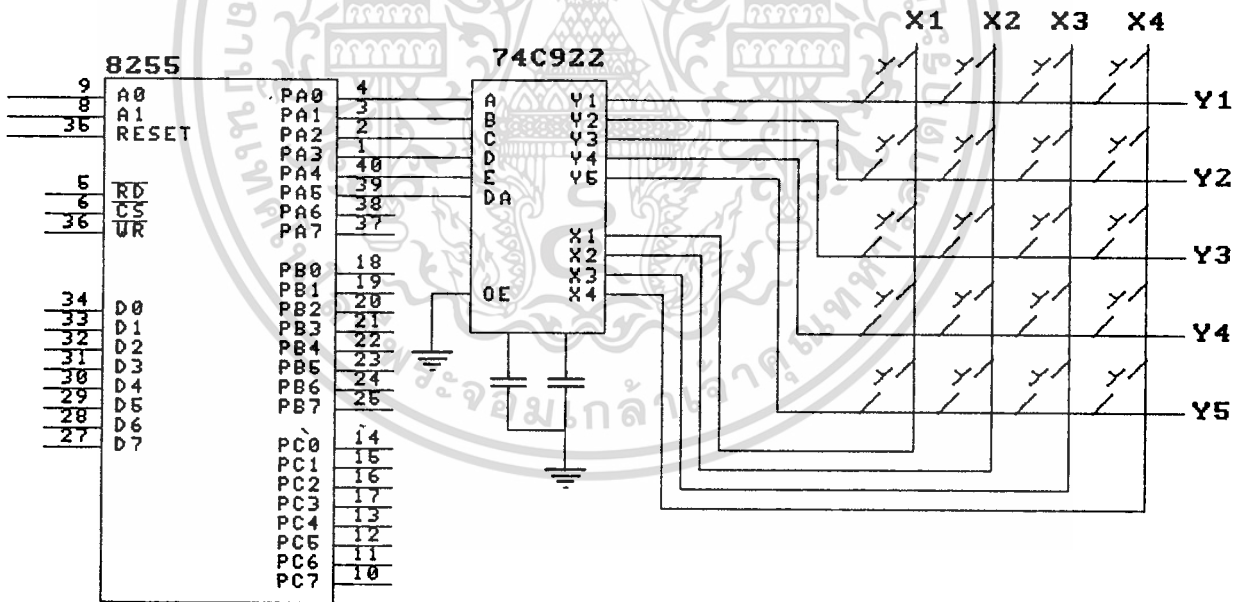 X1 X2 X3 X4
8255
74C922
9 A0
8 A1
35 RESET
5 RD
6 CS
36 WR
34 D0
33 D1
32 D2
31 D3
30 D4
29 D5
28 D6
27 D7
PA0 4
PA1 3
PA2 2
PA3 1
PA4 40
PA5 39
PA6 38
PA7 37
PB0 18
PB1 19
PB2 20
PB3 21
PB4 22
PB5 23
PB6 24
PB7 25
PC0 14
PC1 15
PC2 16
PC3 17
PC4 13
PC5 12
PC6 11
PC7 10
A Y1
B Y2
C Y3
D Y4
E Y5
DA
X1
X2
X3
OE X4
Y1
Y2
Y3
Y4
Y5